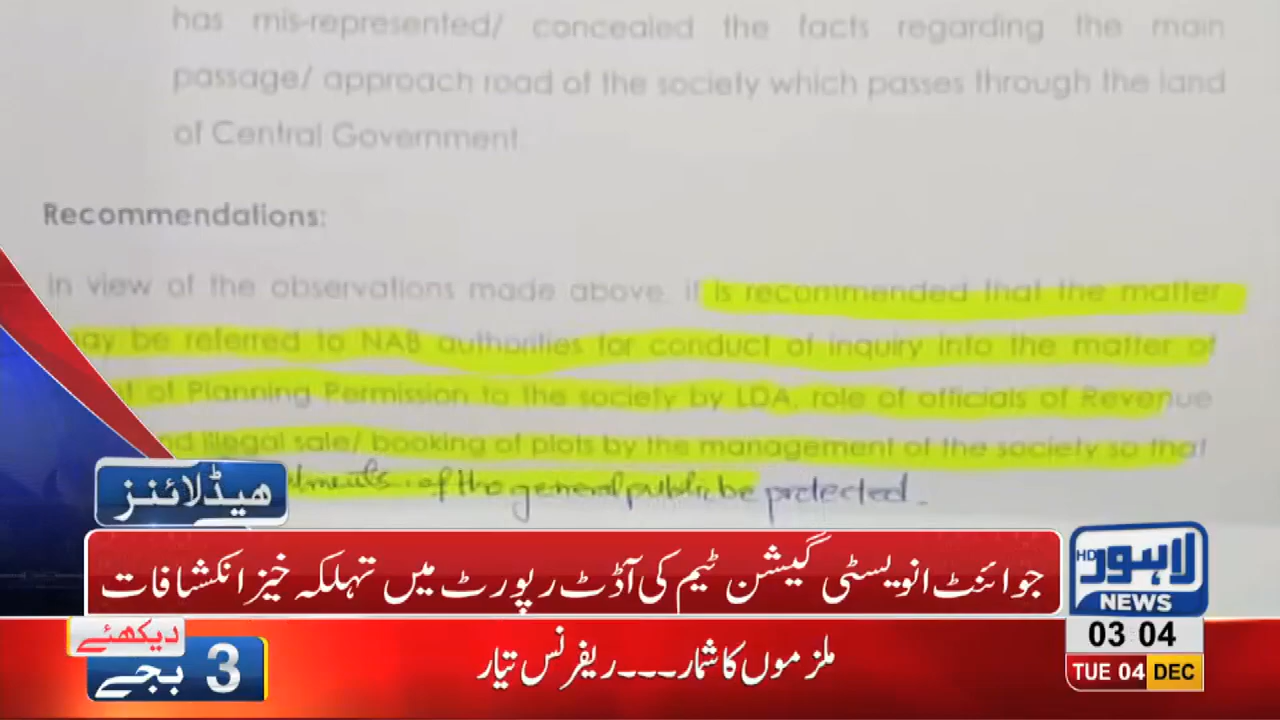 has mis-represented/ concealed the facts regarding the main
passage/ approach road of the society which passes through the land
of Central Government
Recommendations:
In view of the observations made above, it is recommended that the matter
may be referred to NAB authorities for conduct of inquiry into the matter of
of Planning Permission to the society by LDA, role of officials of Revenue
illegal sale/ booking of plots by the management of the society so that
of the general public be protected.
ھیڈلائنز
جوائنٹ انویسٹی گیشن ٹیم کی آڈٹ رپورٹ میں تہلکہ خیز انکشافات
HD لاہور
NEWS
03 04
TUE 04 DEC
دیکھئے
3 بجے
ملزموں کا شمار ۔۔۔ ریفرنس تیار